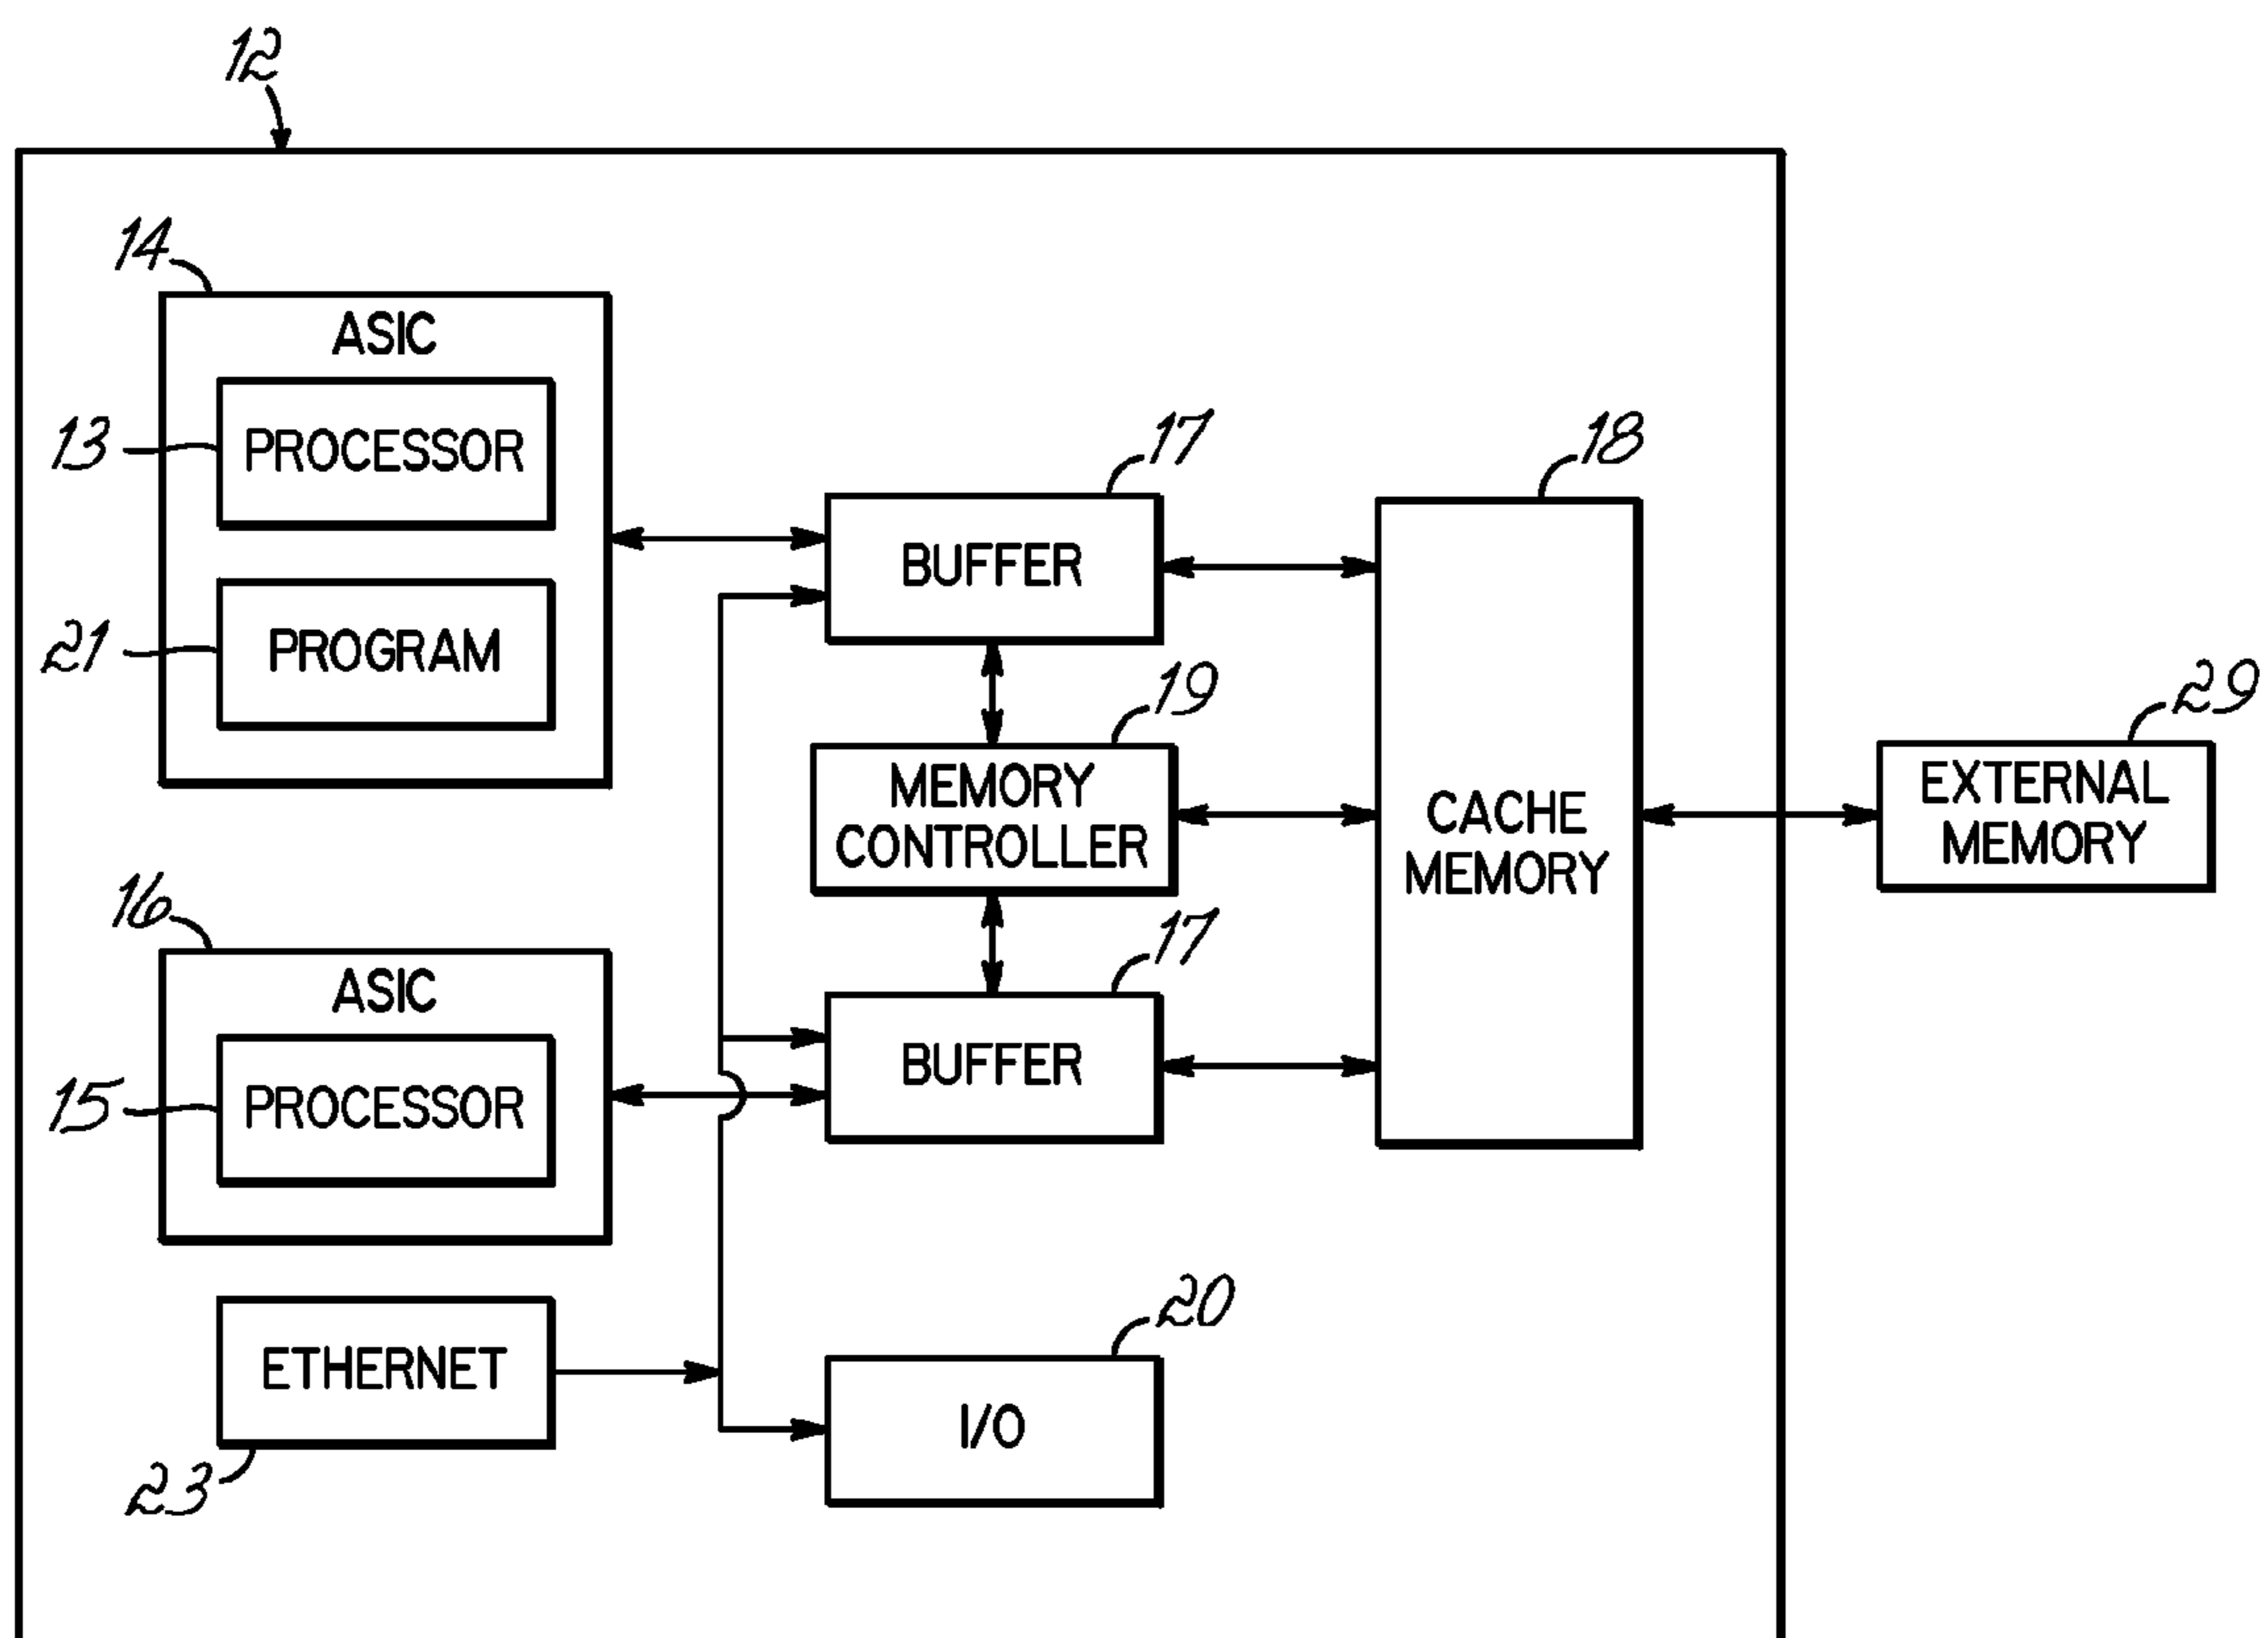 12
14
ASIC
13
PROCESSOR
21
PROGRAM
17
BUFFER
18
CACHE
MEMORY
19
MEMORY
CONTROLLER
29
EXTERNAL
MEMORY
16
ASIC
15
PROCESSOR
17
BUFFER
ETHERNET
23
20
I/O